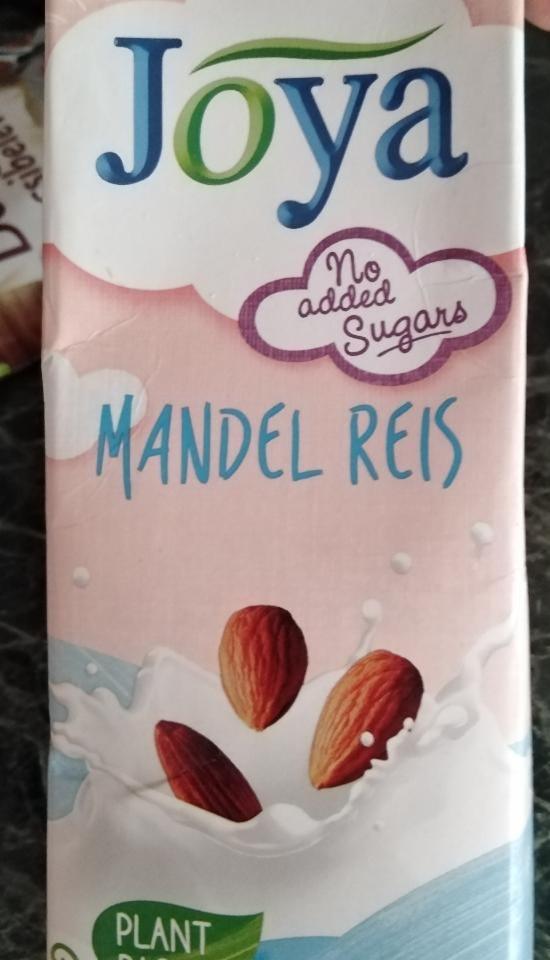 Joya
No
added
Sugars
MANDEL REIS
PLANT